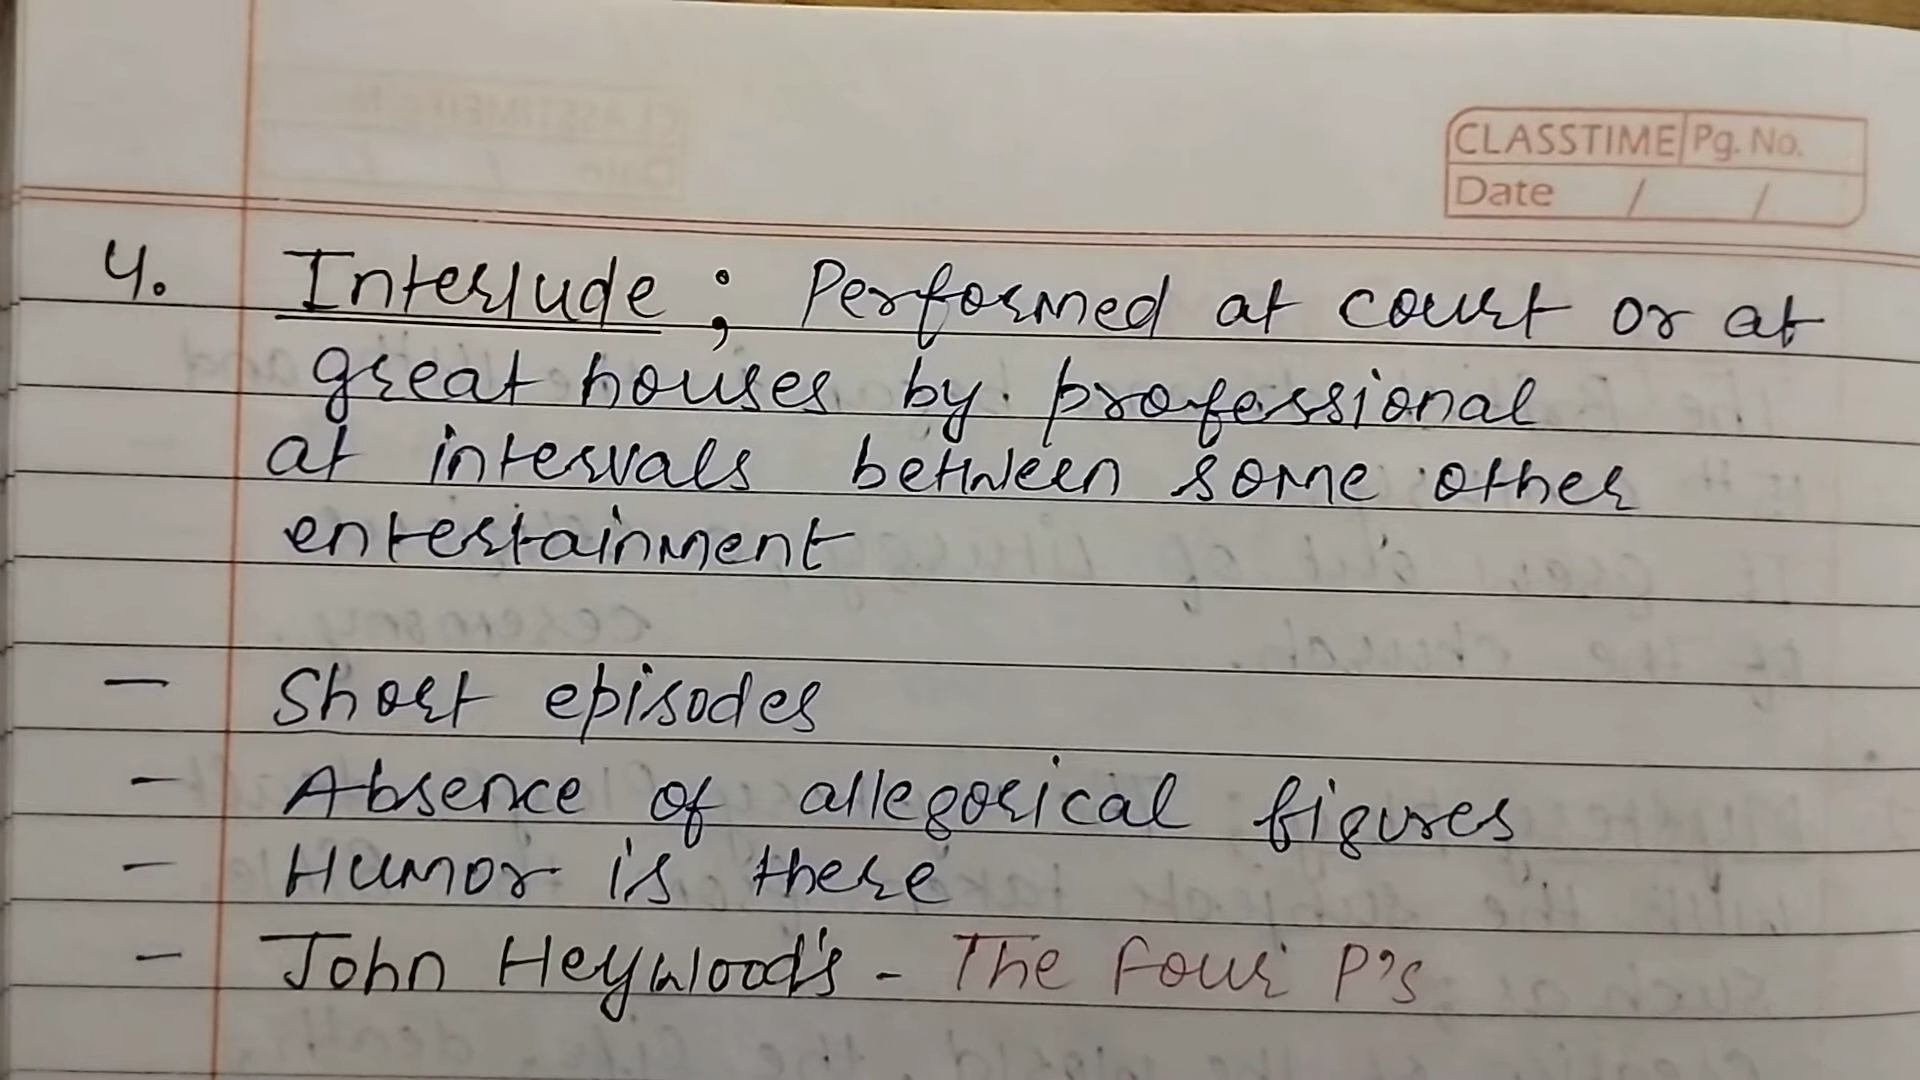 CLASSTIME Pg. No.
Date / /
4. Interlude ; Performed at court or at
great houses by professional
at intervals between some other
entertainment
- Short episodes
- Absence of allegorical figures
- Humor is there
- John Heywood's - The Four P's